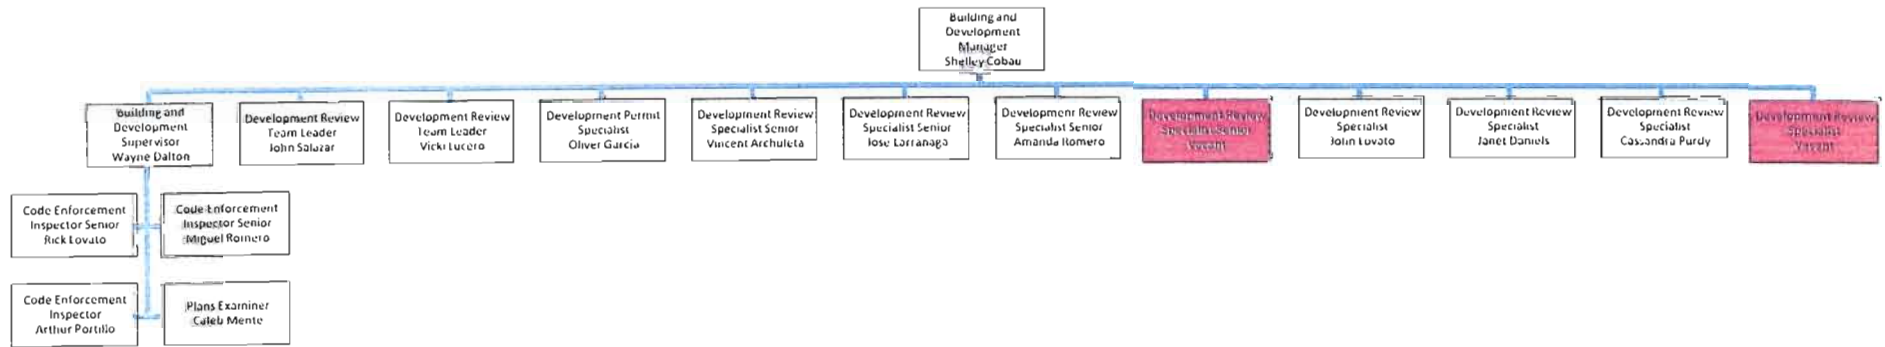 Building and
Development
Manager
Shelley Cobau
Building and
Development
Supervisor
Wayne Dalton
Development Review
Team Leader
John Salazar
Development Review
Team Leader
Vicki Lucero
Development Permit
Specialist
Oliver Garcia
Development Review
Specialist Senior
Vincent Archuleta
Development Review
Specialist Senior
Jose Larranaga
Development Review
Specialist Senior
Amanda Romero
Development Review
Specialist Senior
Vacant
Development Review
Specialist
John Lovato
Development Review
Specialist
Janet Daniels
Development Review
Specialist
Cassandra Purdy
Development Review
Specialist
Vacant
Code Enforcement
Inspector Senior
Rick Lovato
Code Enforcement
Inspector Senior
Miguel Romero
Code Enforcement
Inspector
Arthur Portillo
Plans Examiner
Caleb Mente